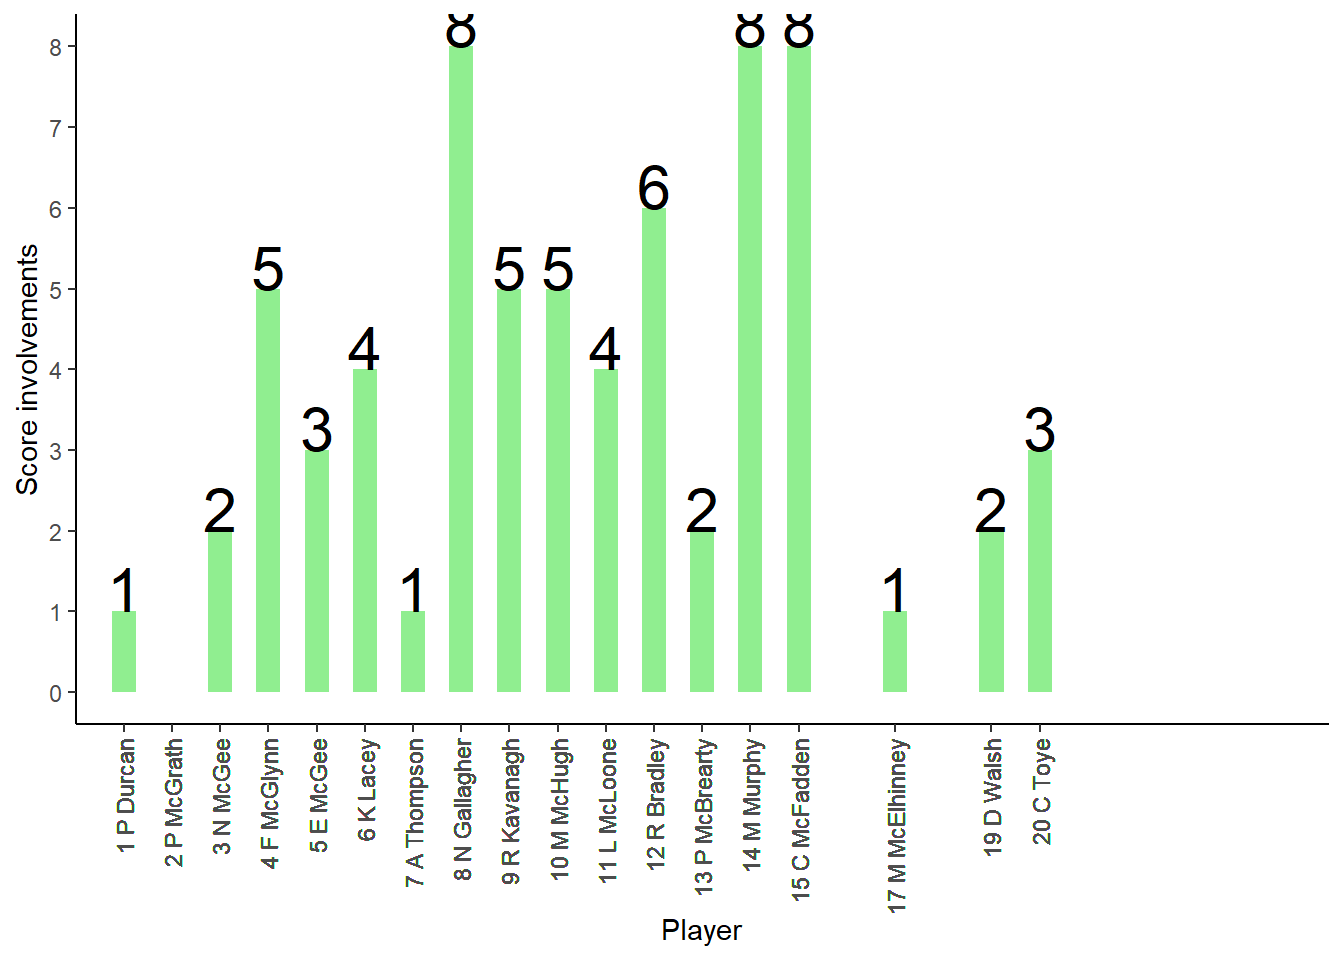 Score involvements
8
7
6
5
4
3
2
1
0
1
2
5
3
4
1
8
5
5
4
6
2
8
8
1
2
3
1 P Durcan
2 P McGrath
3 N McGee
4 F McGlynn
5 E McGee
6 K Lacey
7 A Thompson
8 N Gallagher
9 R Kavanagh
10 M McHugh
11 L McLoone
12 R Bradley
13 P McBrearty
14 M Murphy
15 C McFadden
17 M McElhinney
19 D Walsh
20 C Toye
Player